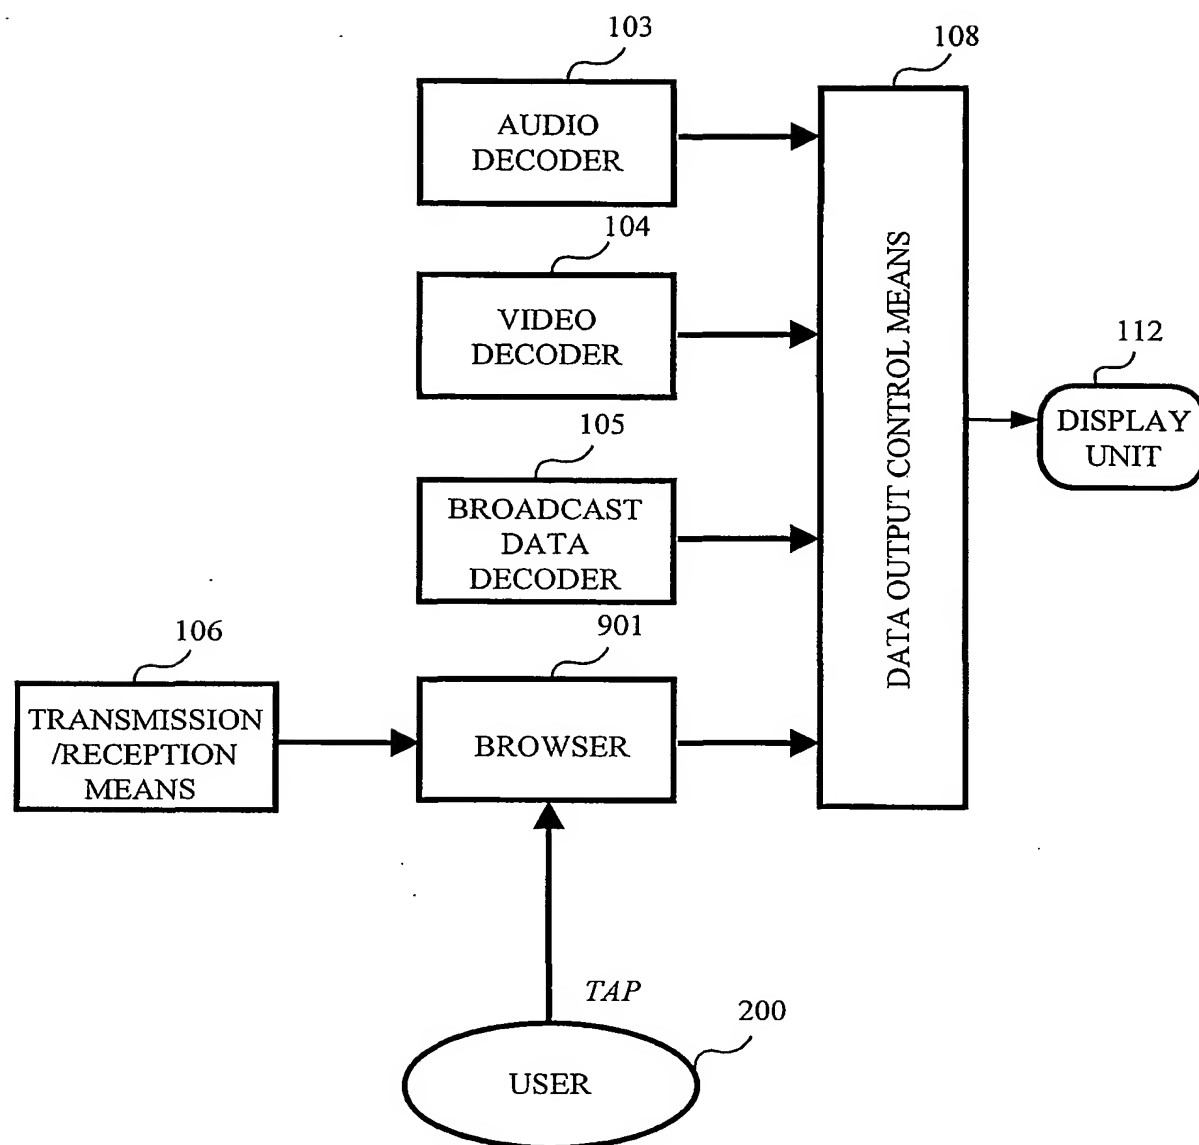 103
108
AUDIO
DECODER
104
VIDEO
DECODER
DATA OUTPUT CONTROL MEANS
112
DISPLAY
UNIT
105
BROADCAST
DATA
DECODER
106
901
TRANSMISSION
/RECEPTION
MEANS
BROWSER
TAP
200
USER